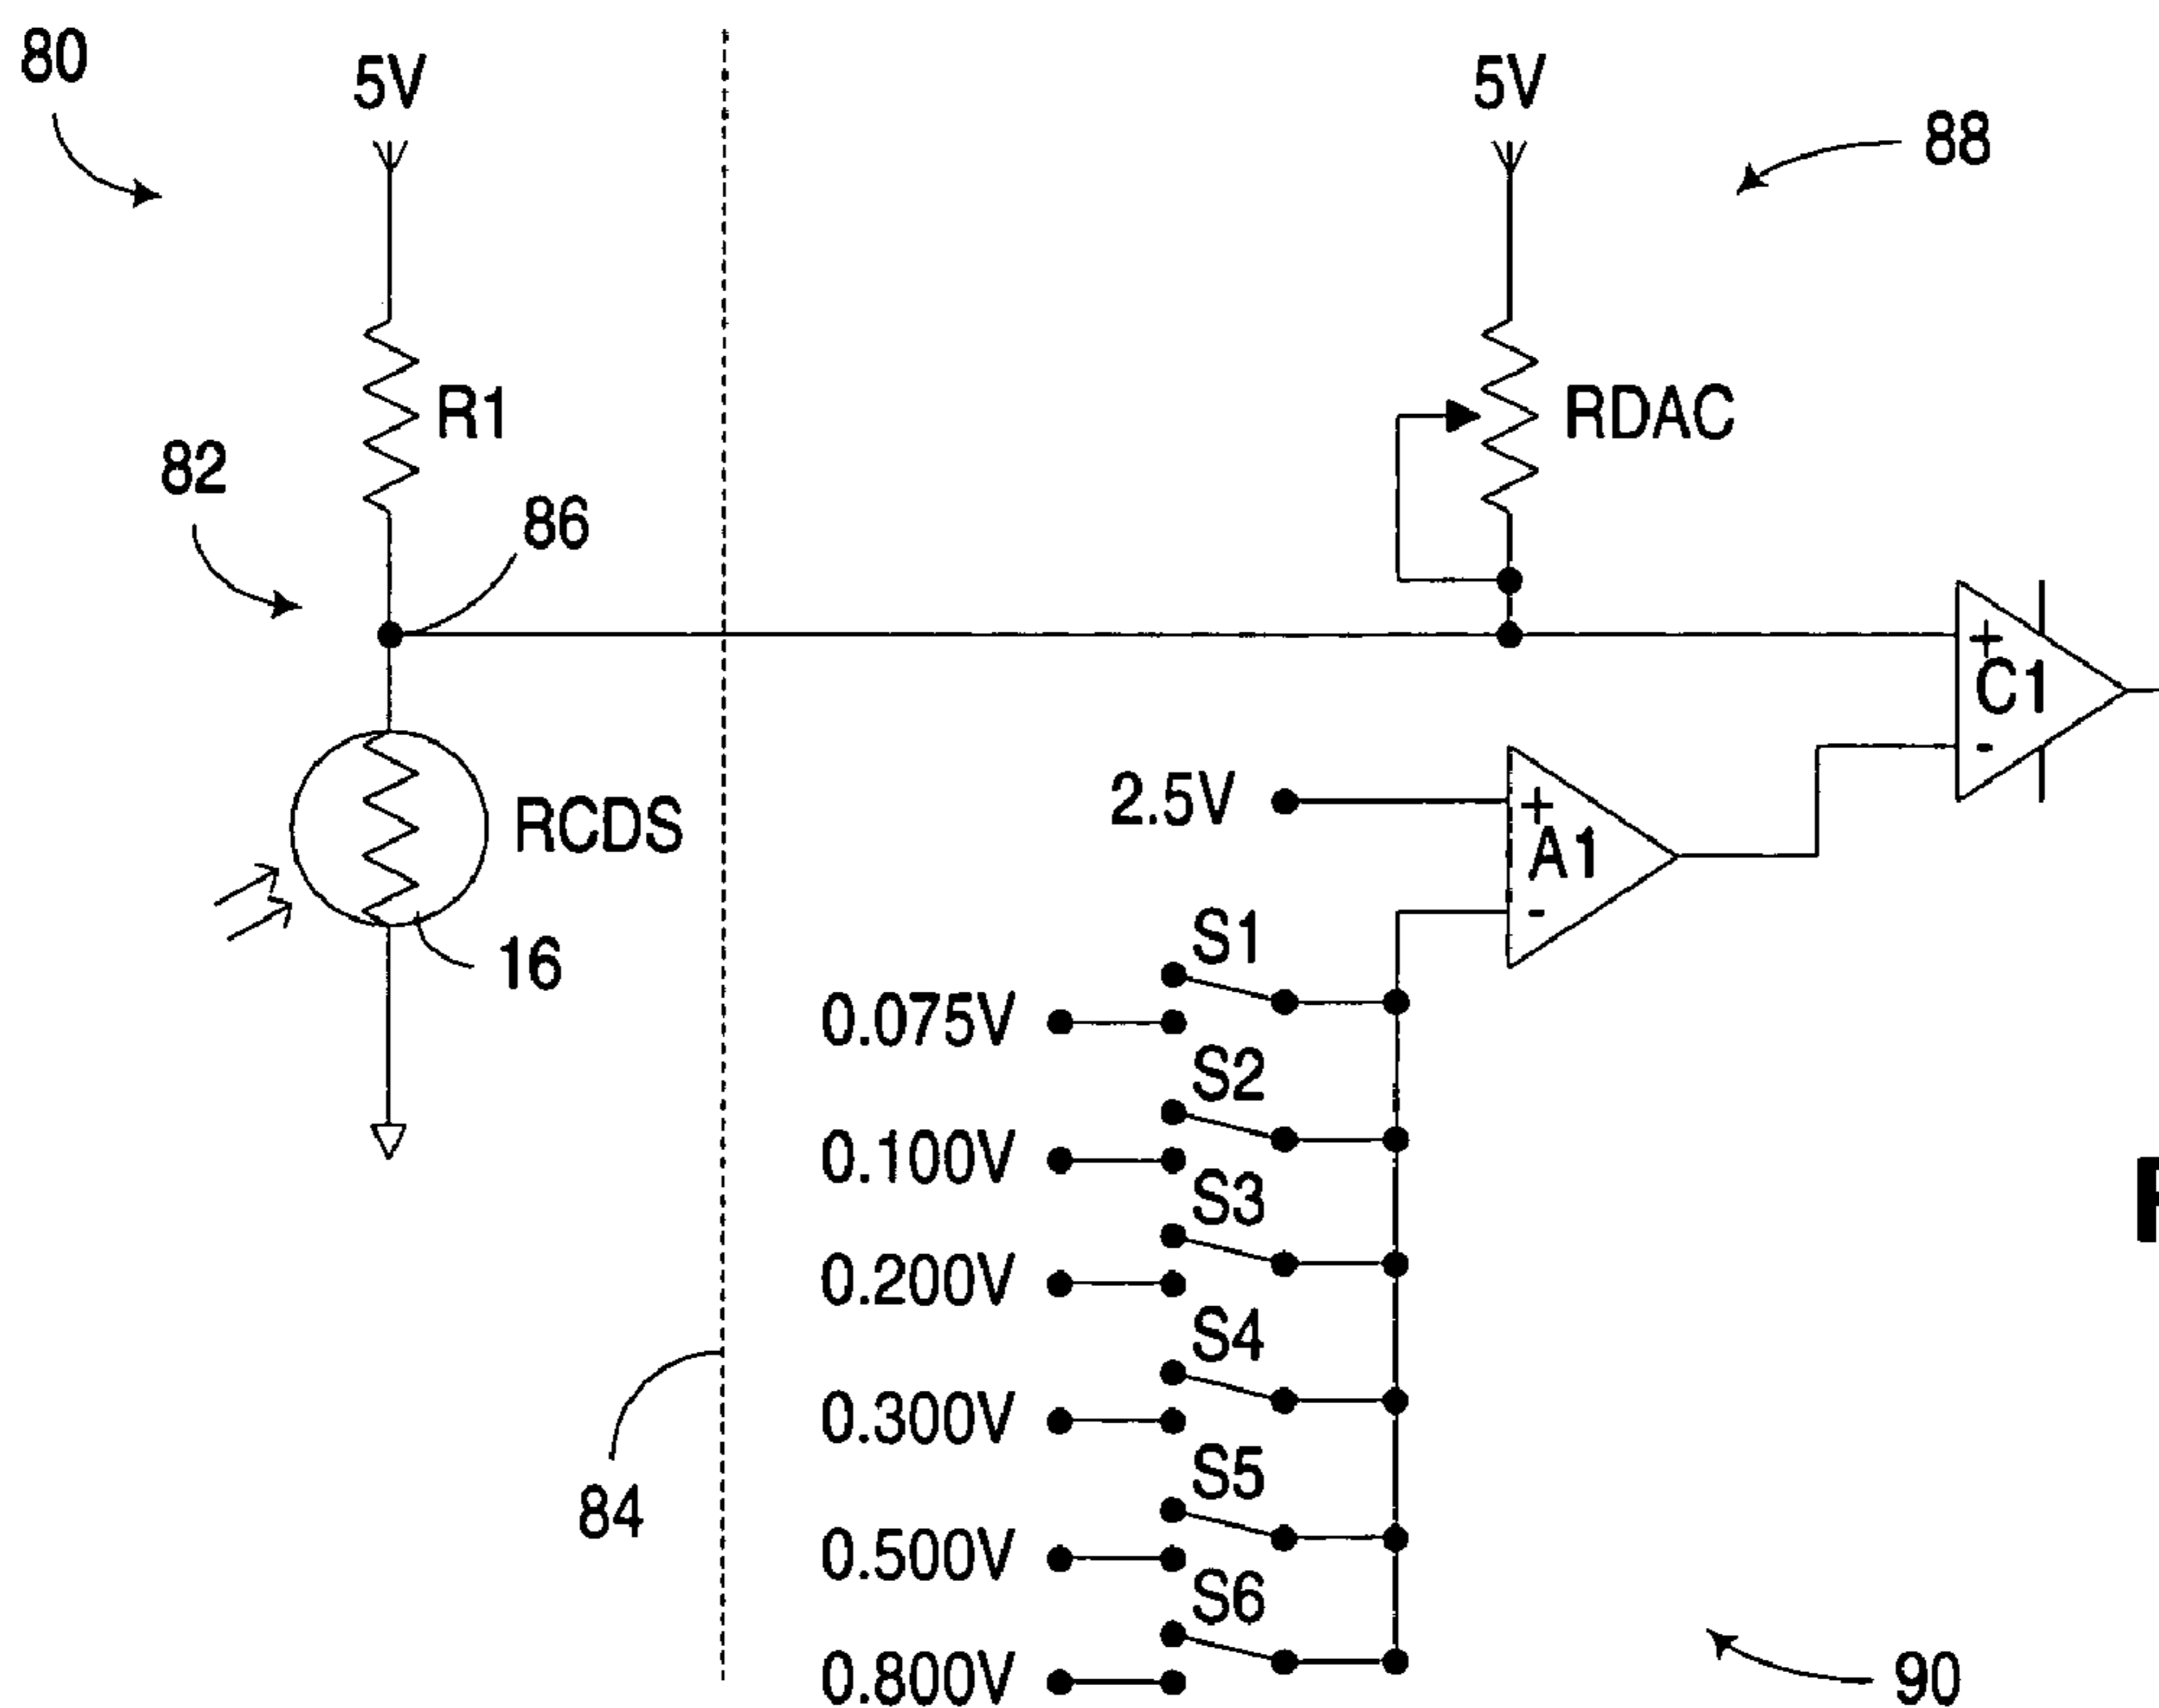 80
5V
5V
88
R1
RDAC
82
86
+
C1
-
RCDS
2.5V
+
A1
-
16
S1
0.075V
S2
0.100V
S3
0.200V
S4
0.300V
84
S5
0.500V
S6
0.800V
90